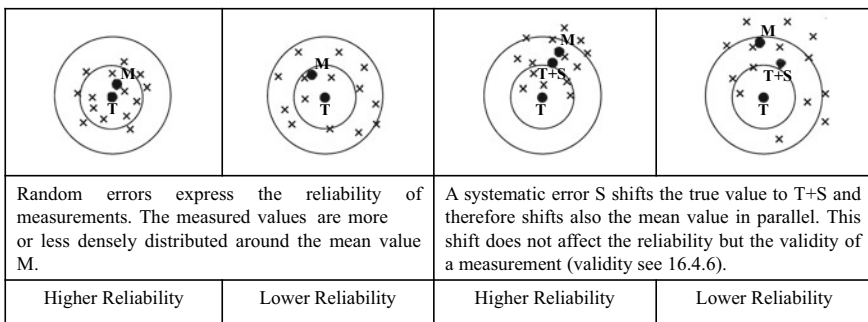 M
T
M
T
M
T+S
T
M
T+S
T
Random errors express the reliability of
measurements. The measured values are more
or less densely distributed around the mean value
M.
A systematic error S shifts the true value to T+S and
therefore shifts also the mean value in parallel. This
shift does not affect the reliability but the validity of
a measurement (validity see 16.4.6).
Higher Reliability
Lower Reliability
Higher Reliability
Lower Reliability